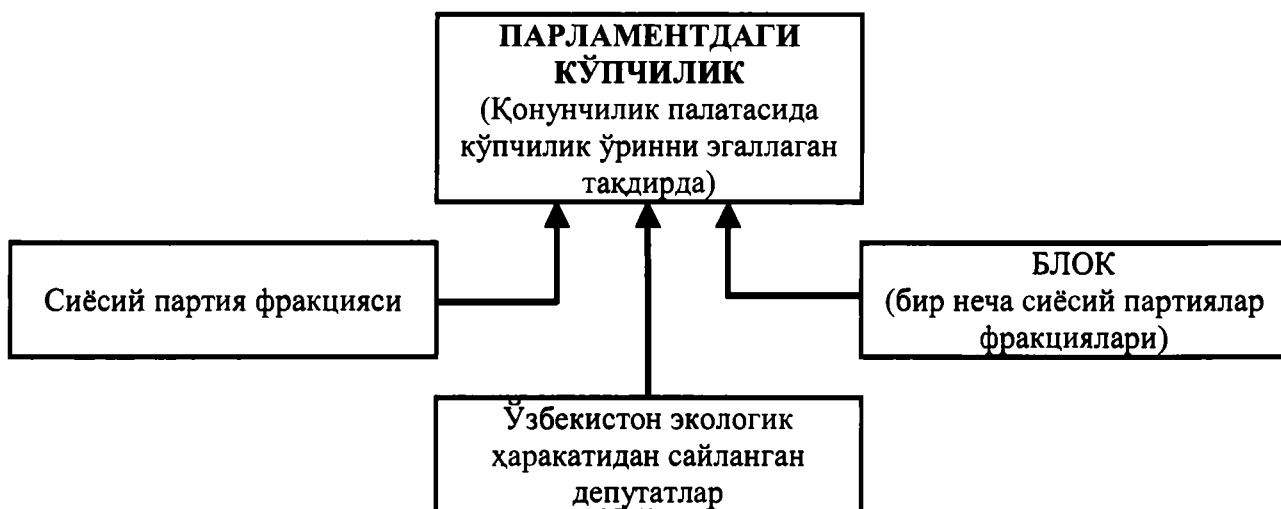 ПАРЛАМЕНТДАГИ
КЎПЧИЛИК
(Қонунчилик палатасида
кўпчилик ўринни эгаллаган
тақдирда)
Сиёсий партия фракцияси
БЛОК
(бир неча сиёсий партиялар
фракциялари)
Ўзбекистон экологик
ҳаракатидан сайланган
депутатлар